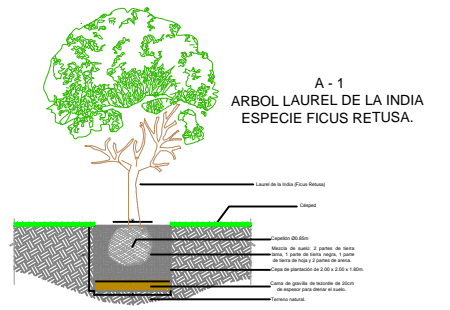 A - 1
ARBOL LAUREL DE LA INDIA
ESPECIE FICUS RETUSA.
Laurel de la India (Ficus Retusa)
Césped
Cepellón Ø0.85m
Mezcla de suelo: 2 partes de tierra
lama, 1 parte de tierra negra, 1 parte
de tierra de hoja y 2 partes de arena.
Cepa de plantación de 2.00 x 2.00 x 1.80m.
Cama de gravilla de tezontle de 20cm
de espesor para drenar el suelo.
Terreno natural.